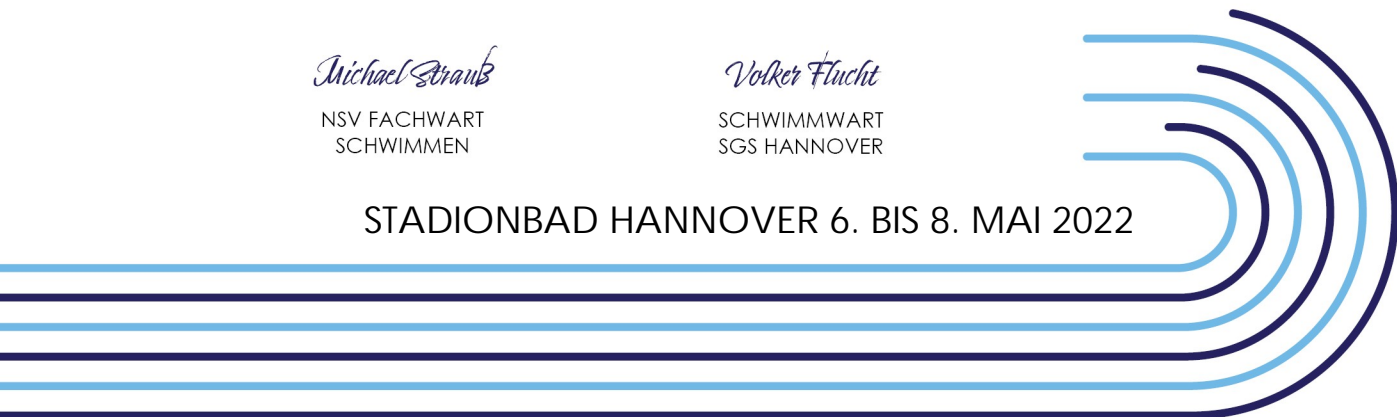 Michael Strauß
Volker Flucht
NSV FACHWART
SCHWIMMEN
SCHWIMMWART
SGS HANNOVER
STADIONBAD HANNOVER 6. BIS 8. MAI 2022